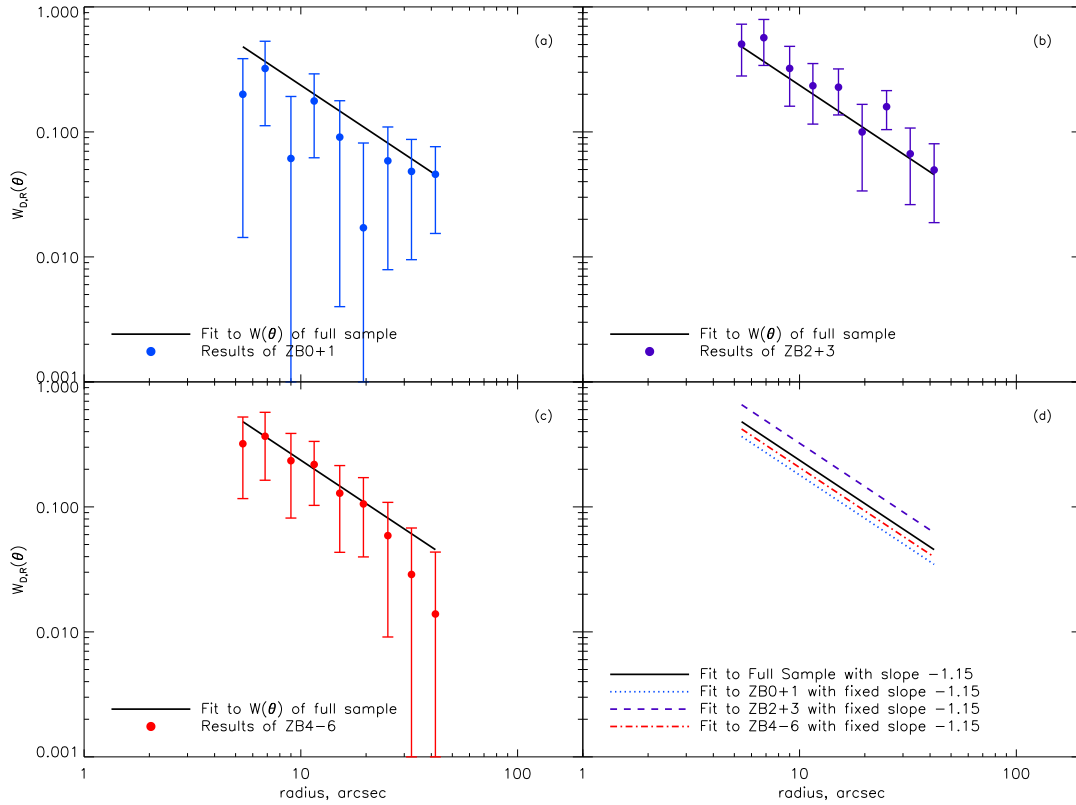 1.000
0.100
0.010
0.001
W_{D,R}(θ)
(a)
Fit to W(θ) of full sample
Results of ZB0+1
(b)
Fit to W(θ) of full sample
Results of ZB2+3
1.000
0.100
0.010
0.001
W_{D,R}(θ)
(c)
Fit to W(θ) of full sample
Results of ZB4−6
1 10 100
radius, arcsec
(d)
Fit to Full Sample with slope −1.15
Fit to ZB0+1 with fixed slope −1.15
Fit to ZB2+3 with fixed slope −1.15
Fit to ZB4−6 with fixed slope −1.15
1 10 100
radius, arcsec